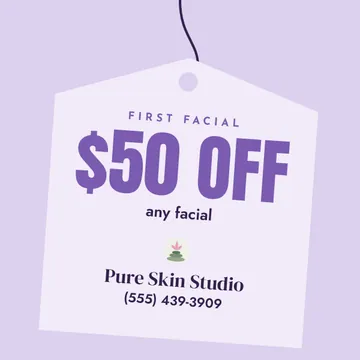 FIRST FACIAL
$50 OFF
any facial
Pure Skin Studio
(555) 439-3909